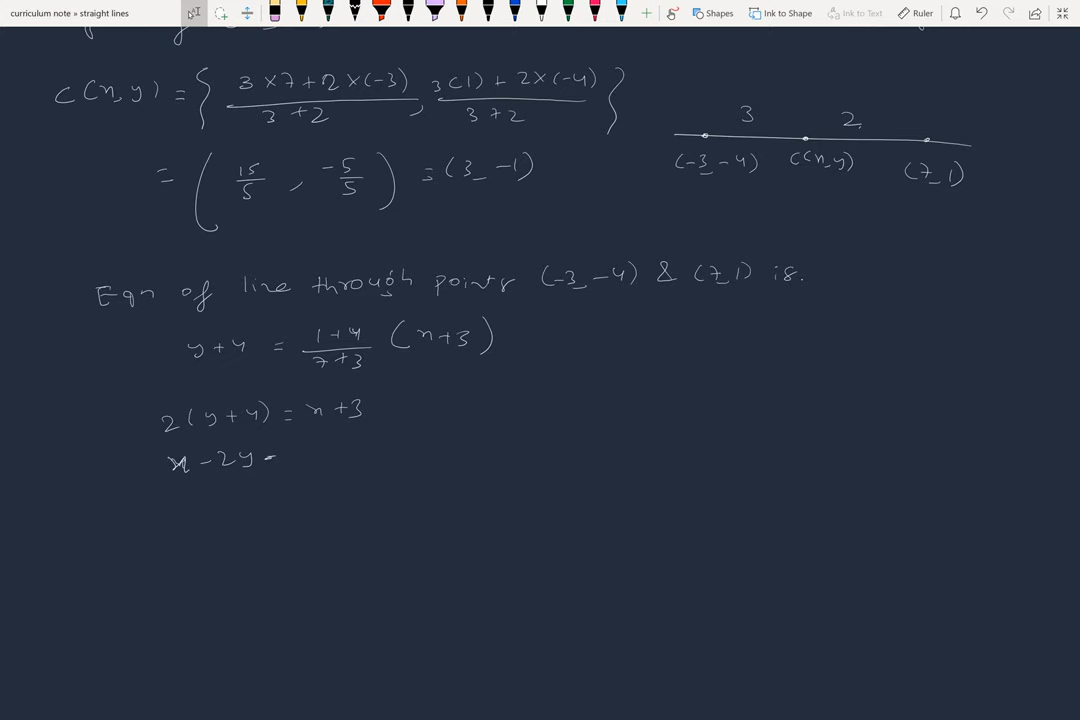 curriculum note » straight lines
Shapes Ink to Shape Ink to Text Ruler
C(x, y) = { 3×7+2×(-3) / 3+2 , 3(1)+2×(-4) / 3+2 }
3 2
(-3, -4) C(x, y) (7, 1)
= ( 15/5 , -5/5 ) = (3, -1)
Eqn of line through points (-3, -4) & (7, 1) is.
y+4 = 1+4 / 7+3 (x+3)
2(y+4) = x+3
x - 2y -